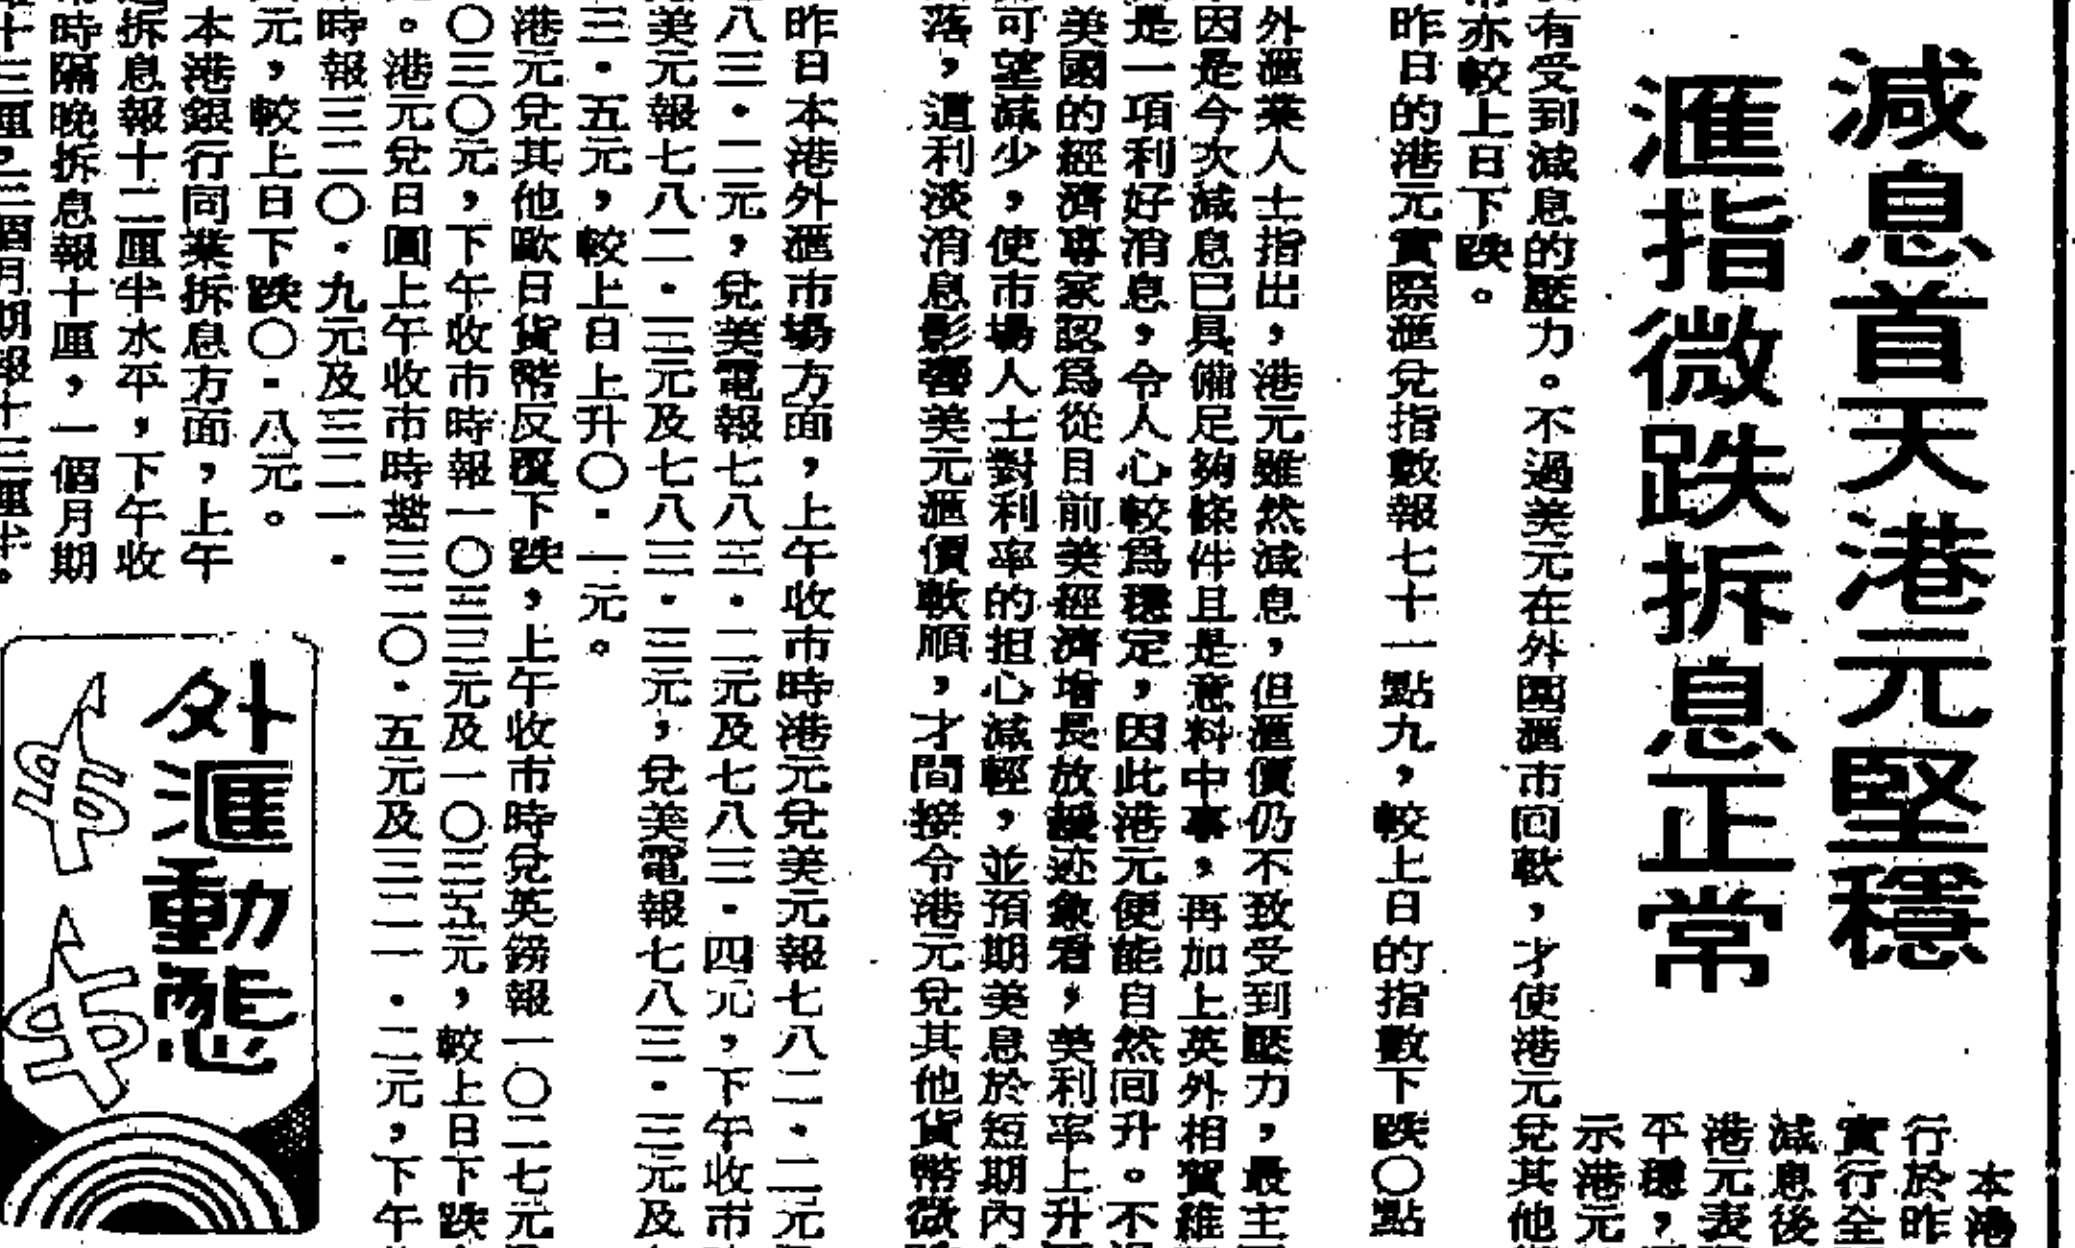 減息首天港元堅穩
滙指微跌拆息正常
本港
行於昨
實行全
減息後
港元表
平穩，
示港元
有受到減息的壓力。不過美元在外國滙市回軟，才使港元兌其他
亦較上日下跌。
昨日的港元實際滙兌指數報七十一點九，較上日的指數下跌〇點
外滙業人士指出，港元雖然減息，但滙價仍不致受到壓力，最主
因是今次減息已具備足夠條件且是意料中事，再加上英外相賀維
是一項利好消息，令人心較為穩定，因此港元便能自然回升。不
美國的經濟專家認為從目前美經濟增長放緩迹象看，美利率上升
可望減少，使市場人士對利率的担心減輕，並預期美息於短期內
落，這利淡消息影響美元滙價軟順，才間接令港元兌其他貨幣微
昨日本港外滙市場方面，上午收市時港元兌美元報七八二．二元
八三．二元，兌美電報七八三．二元及七八三．四元，下午收市
美元報七八二．三元及七八三．三元，兌美電報七八三．三元及
三．五元，較上日上升〇．一元。
港元兌其他歐日貨幣反覆下跌，上午收市時兌英鎊報一〇二七元
〇三〇元，下午收市時報一〇三三元及一〇三五元，較上日下跌
。港元兌日圓上午收市時報三二〇．五元及三二一．二元，下午
時報三二〇．九元及三二一．
元，較上日下跌〇．八元。
本港銀行同業拆息方面，上午
拆息報十二厘半水平，下午收
時隔晚拆息報十厘，一個月期
十三厘，三個月期報十三厘半。
外滙動態